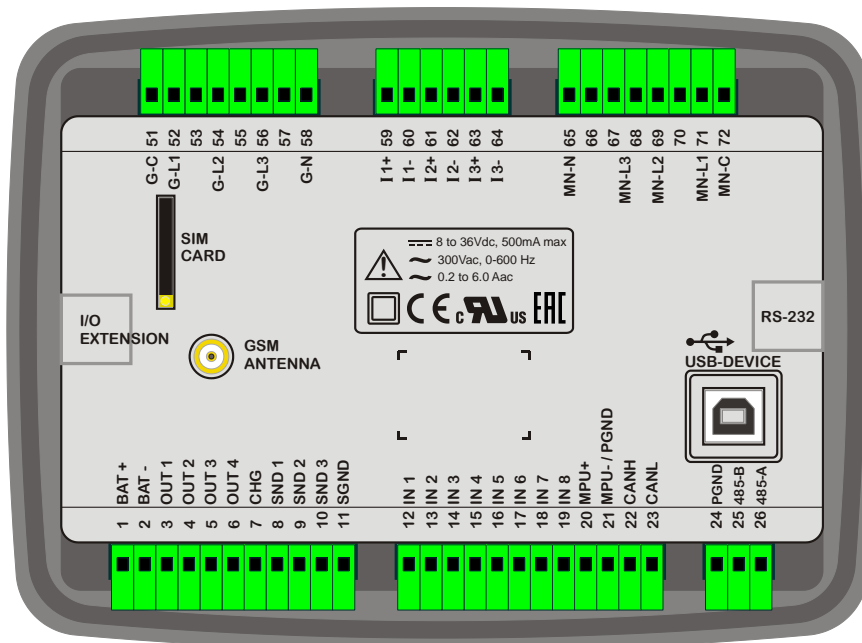 51 52 53 54 55 56 57 58
G-C G-L1 G-L2 G-L3 G-N
59 60 61 62 63 64
I1+ I1- I2+ I2- I3+ I3-
65 66 67 68 69 70 71 72
MN-N MN-L3 MN-L2 MN-L1 MN-C
SIM
CARD
8 to 36Vdc, 500mA max
300Vac, 0-600 Hz
0.2 to 6.0 Aac
CE c RU US EAC
I/O
EXTENSION
GSM
ANTENNA
RS-232
USB-DEVICE
1 BAT +
2 BAT -
3 OUT 1
4 OUT 2
5 OUT 3
6 OUT 4
7 CHG
8 SND 1
9 SND 2
10 SND 3
11 SGND
12 IN 1
13 IN 2
14 IN 3
15 IN 4
16 IN 5
17 IN 6
18 IN 7
19 IN 8
20 MPU+
21 MPU- / PGND
22 CANH
23 CANL
24 PGND
25 485-B
26 485-A